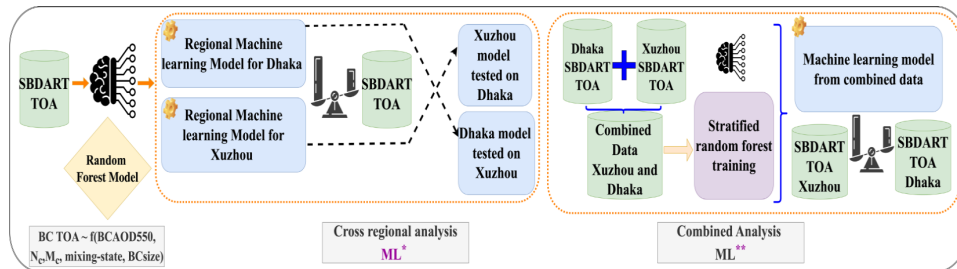 SBDART
TOA
Random
Forest Model
BC TOA ~ f(BCAOD550,
Nc,Mc, mixing-state, BCsize)
Regional Machine
learning Model for Dhaka
Regional Machine
learning Model for
Xuzhou
SBDART
TOA
Xuzhou
model
tested on
Dhaka
Dhaka model
tested on
Xuzhou
Cross regional analysis
ML*
Dhaka
SBDART
TOA
Xuzhou
SBDART
TOA
Combined
Data
Xuzhou and
Dhaka
Stratified
random forest
training
Machine learning model
from combined data
SBDART
TOA
Xuzhou
SBDART
TOA
Dhaka
Combined Analysis
ML**